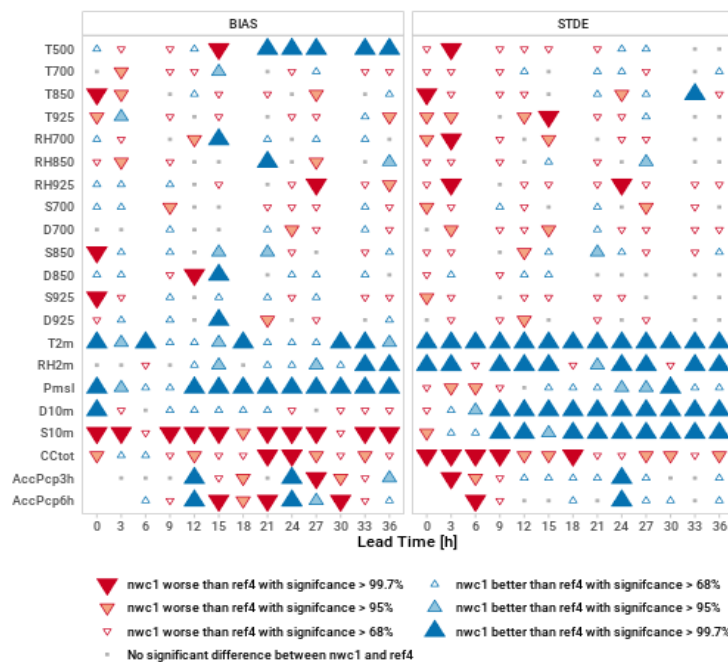 BIAS STDE
T500
T700
T850
T925
RH700
RH850
RH925
S700
D700
S850
D850
S925
D925
T2m
RH2m
Pmsl
D10m
S10m
CCtot
AccPcp3h
AccPcp6h
0 3 6 9 12 15 18 21 24 27 30 33 36 0 3 6 9 12 15 18 21 24 27 30 33 36
Lead Time [h]
nwc1 worse than ref4 with signifcance > 99.7% nwc1 better than ref4 with signifcance > 68%
nwc1 worse than ref4 with signifcance > 95% nwc1 better than ref4 with signifcance > 95%
nwc1 worse than ref4 with signifcance > 68% nwc1 better than ref4 with signifcance > 99.7%
No significant difference between nwc1 and ref4